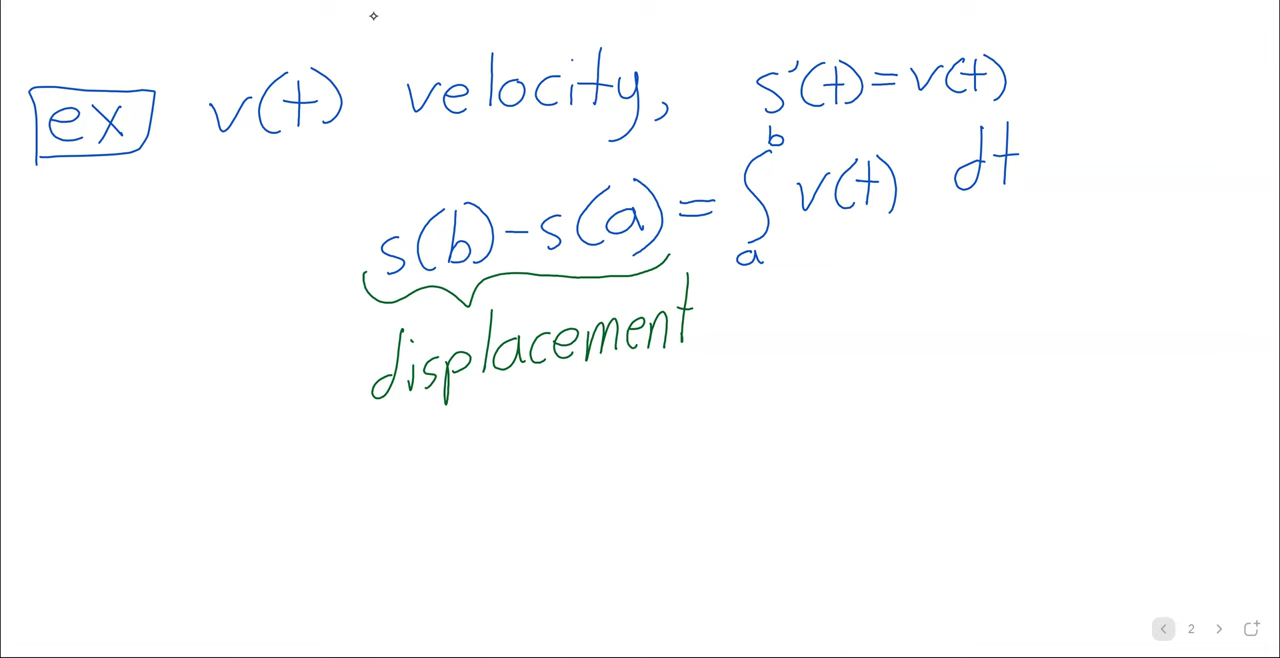 ex v(t) velocity, s'(t)=v(t)
s(b)-s(a)=∫_a^b v(t) dt
displacement
2